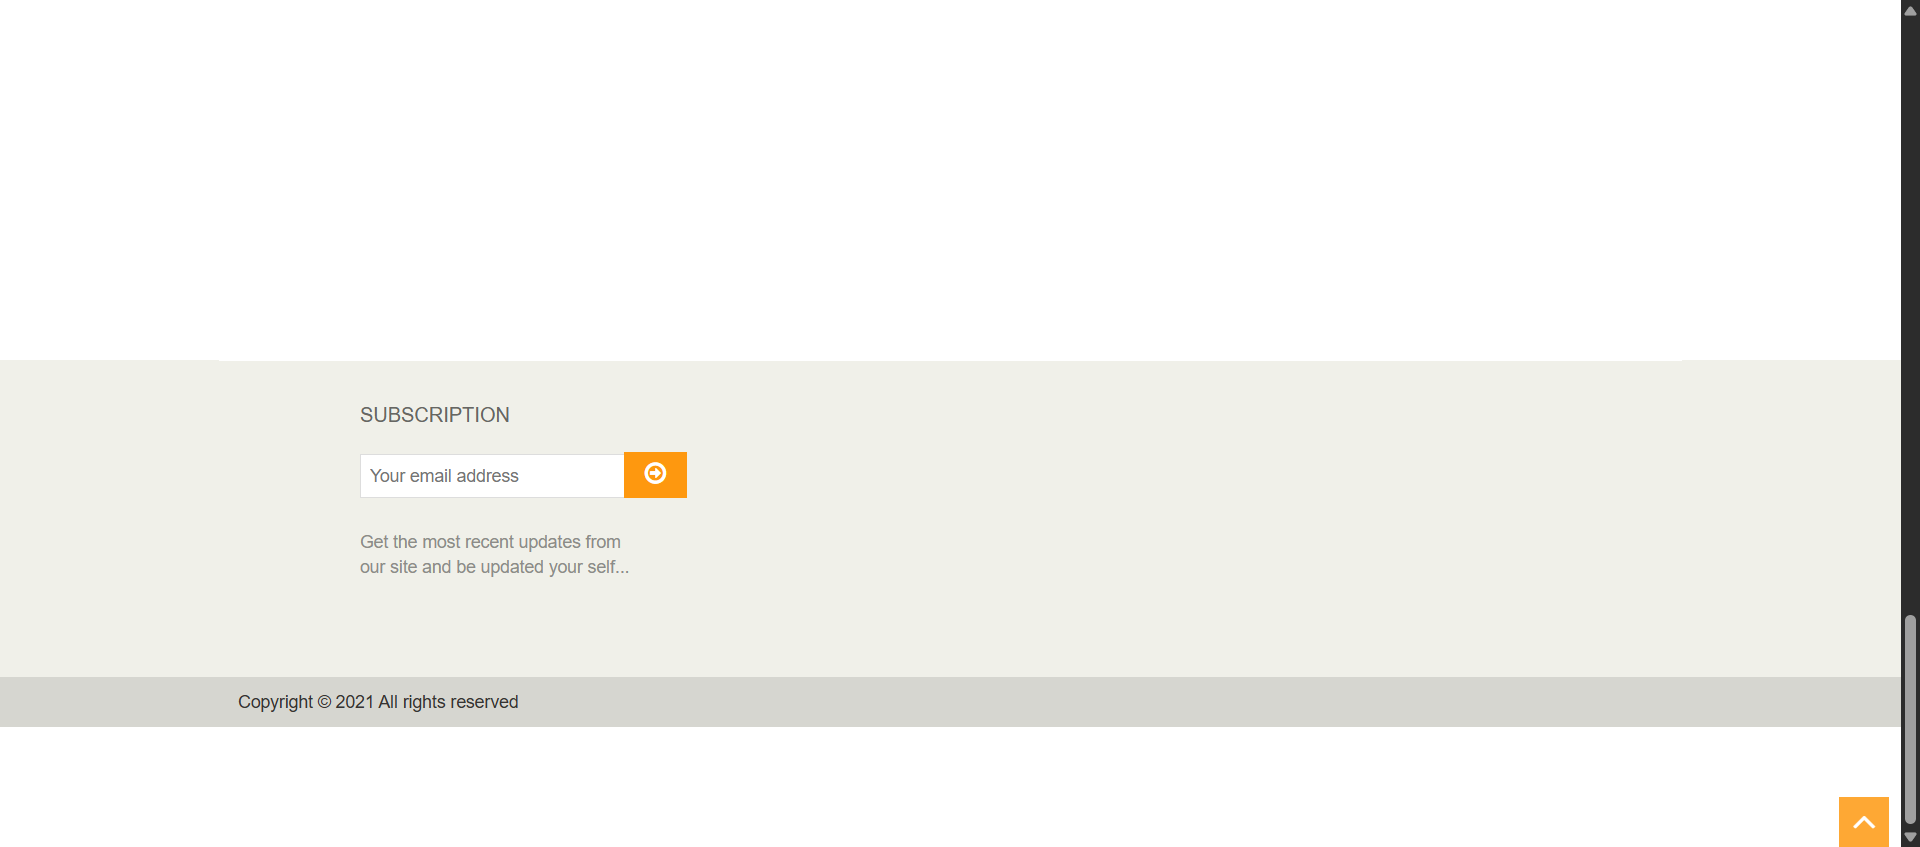 SUBSCRIPTION
Your email address
Get the most recent updates from
our site and be updated your self...
Copyright © 2021 All rights reserved